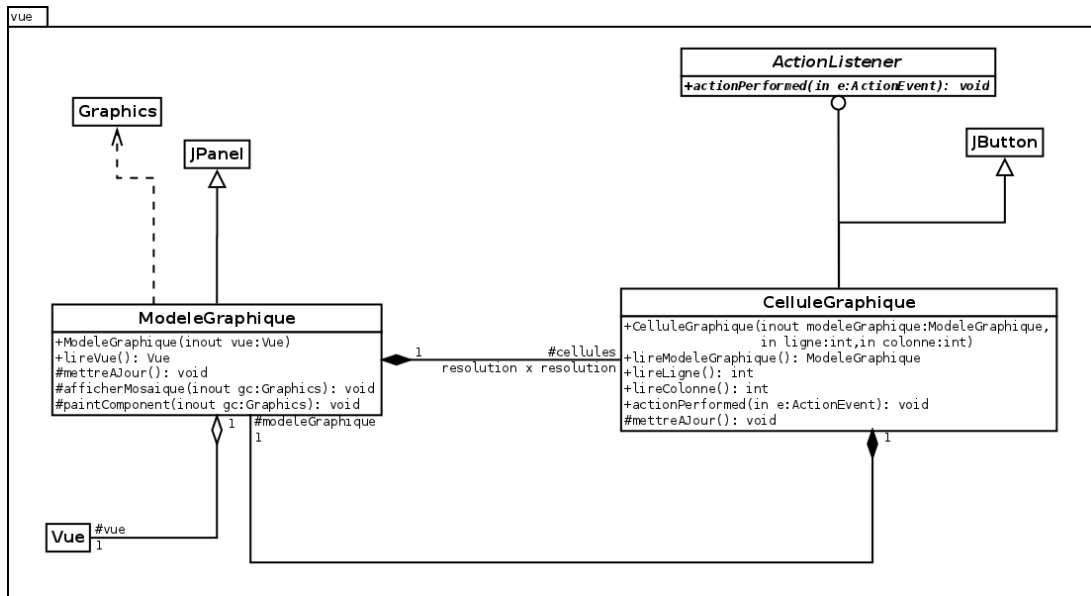 vue
ActionListener
+actionPerformed(in e:ActionEvent): void
Graphics
JPanel
JButton
ModeleGraphique
+ModeleGraphique(inout vue:Vue)
+lireVue(): Vue
#mettreAJour(): void
#afficherMosaique(inout gc:Graphics): void
#paintComponent(inout gc:Graphics): void
1
#cellules
resolution x resolution
CelluleGraphique
+CelluleGraphique(inout modeleGraphique:ModeleGraphique,
in ligne:int,in colonne:int)
+lireModeleGraphique(): ModeleGraphique
+lireLigne(): int
+lireColonne(): int
+actionPerformed(in e:ActionEvent): void
#mettreAJour(): void
1
#modeleGraphique
1
1
Vue
#vue
1